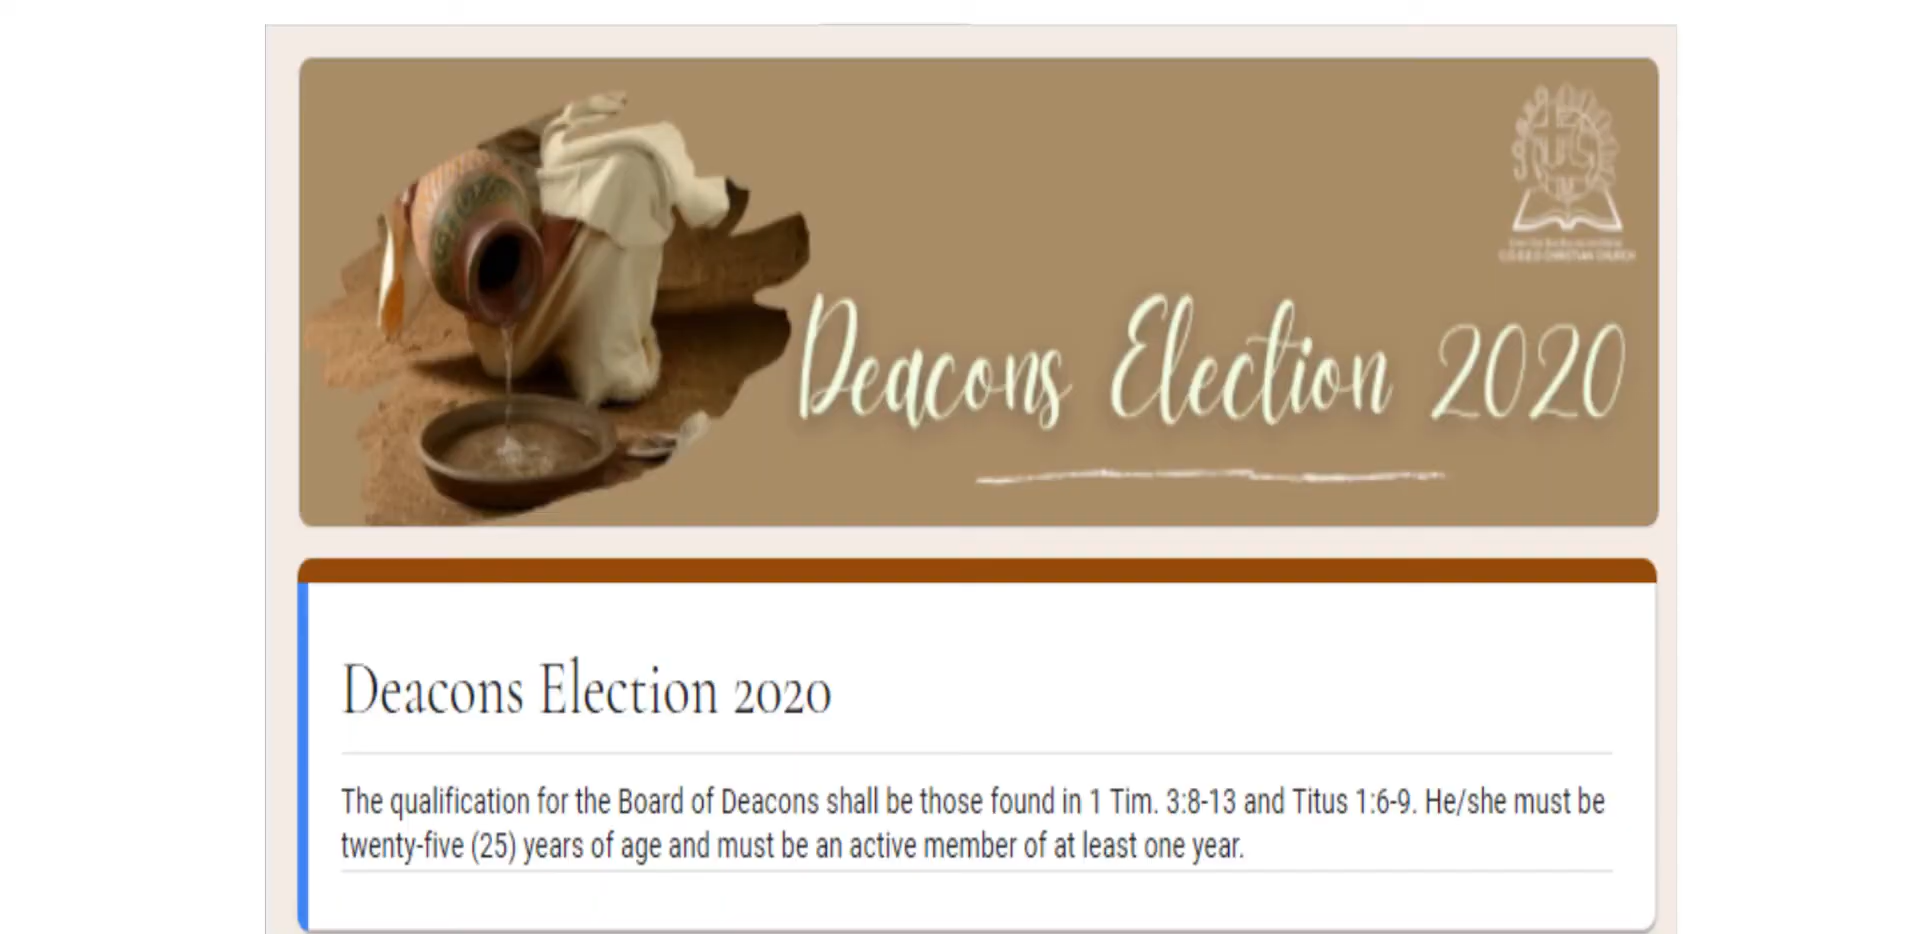 Deacons Election 2020
Deacons Election 2020
The qualification for the Board of Deacons shall be those found in 1 Tim. 3:8-13 and Titus 1:6-9. He/she must be
twenty-five (25) years of age and must be an active member of at least one year.